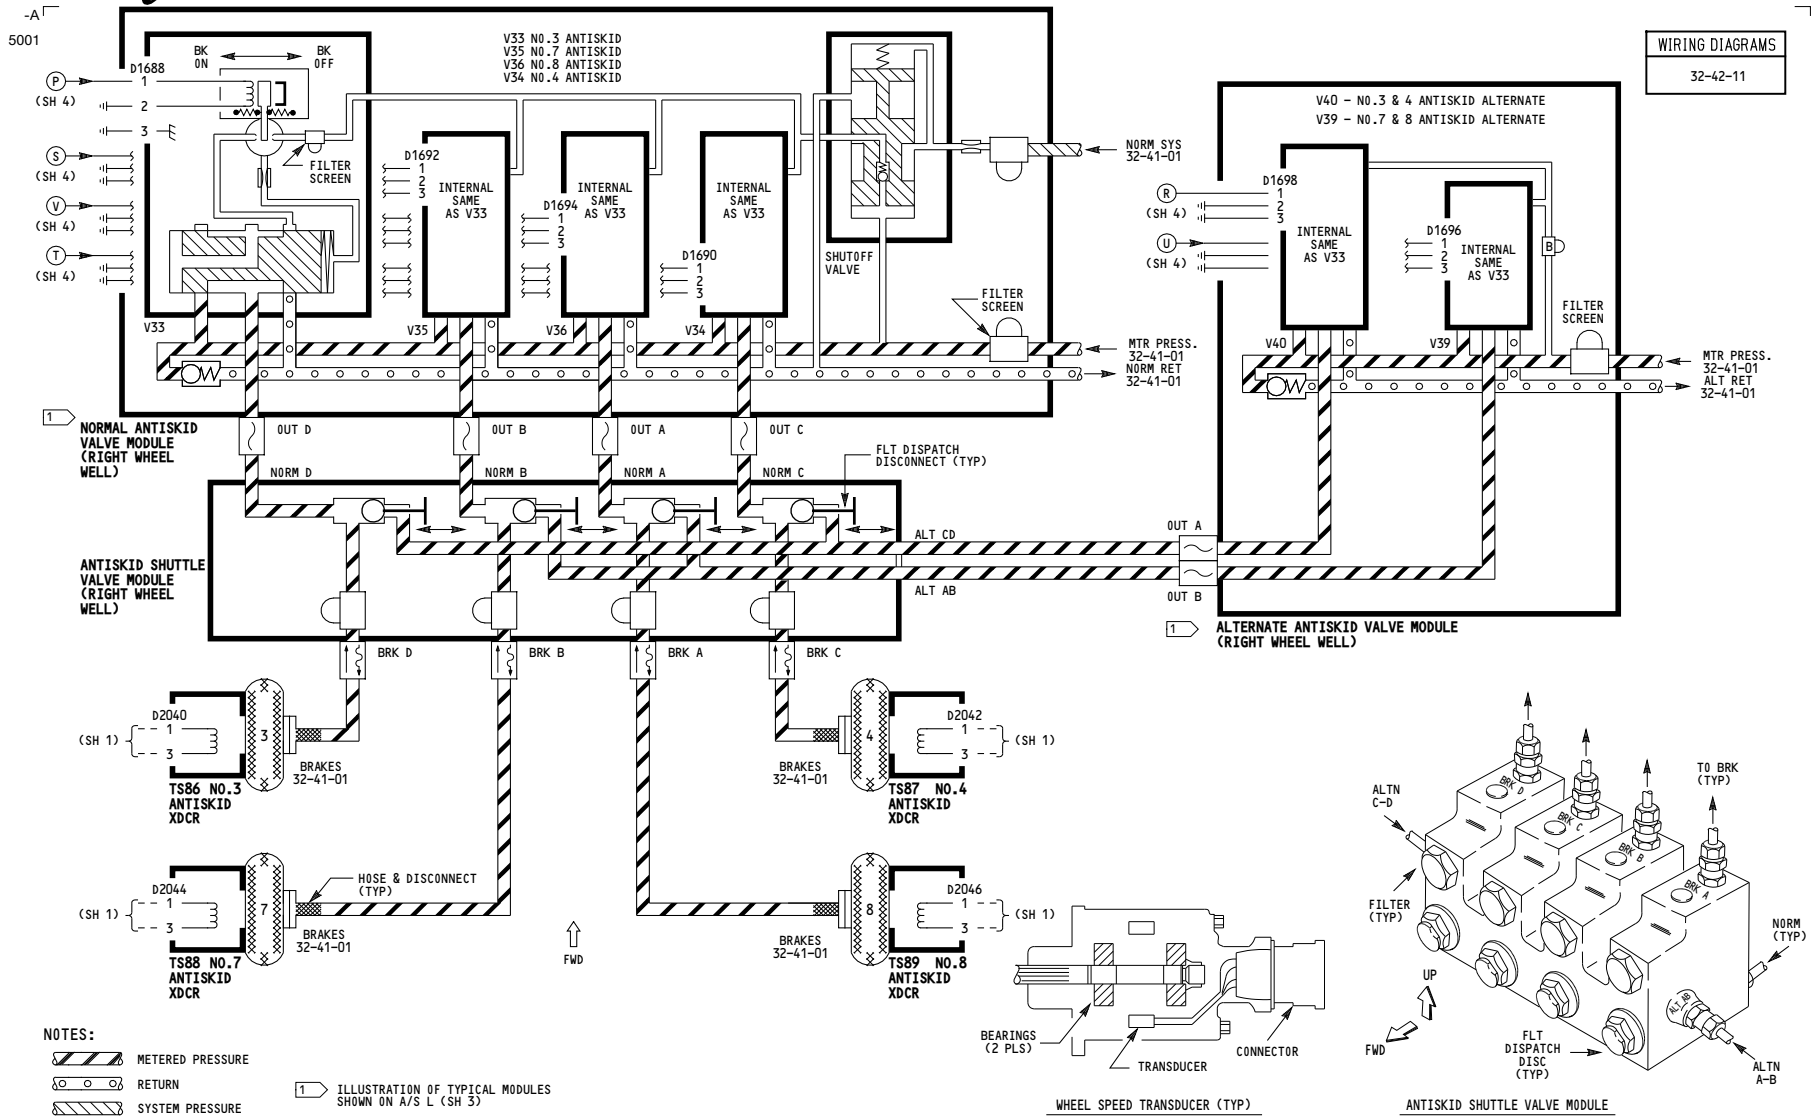 -A
5001
WIRING DIAGRAMS
32-42-11
BK
ON
BK
OFF
V33 NO.3 ANTISKID
V35 NO.7 ANTISKID
V36 NO.8 ANTISKID
V34 NO.4 ANTISKID
D1688
1
2
3
P
(SH 4)
S
(SH 4)
V
(SH 4)
T
(SH 4)
FILTER
SCREEN
D1692
1
2
3
INTERNAL
SAME
AS V33
D1694
1
2
3
INTERNAL
SAME
AS V33
D1690
1
2
3
INTERNAL
SAME
AS V33
SHUTOFF
VALVE
NORM SYS
32-41-01
FILTER
SCREEN
V33
V35
V36
V34
MTR PRESS.
32-41-01
NORM RET
32-41-01
V40 - NO.3 & 4 ANTISKID ALTERNATE
V39 - NO.7 & 8 ANTISKID ALTERNATE
R
(SH 4)
U
(SH 4)
D1698
1
2
3
INTERNAL
SAME
AS V33
D1696
1
2
3
INTERNAL
SAME
AS V33
B
FILTER
SCREEN
V40
V39
MTR PRESS.
32-41-01
ALT RET
32-41-01
1
NORMAL ANTISKID
VALVE MODULE
(RIGHT WHEEL
WELL)
OUT D
OUT B
OUT A
OUT C
NORM D
NORM B
NORM A
NORM C
FLT DISPATCH
DISCONNECT (TYP)
ANTISKID SHUTTLE
VALVE MODULE
(RIGHT WHEEL
WELL)
ALT CD
ALT AB
OUT A
OUT B
1
ALTERNATE ANTISKID VALVE MODULE
(RIGHT WHEEL WELL)
BRK D
BRK B
BRK A
BRK C
D2040
1
3
(SH 1)
3
BRAKES
32-41-01
TS86 NO.3
ANTISKID
XDCR
4
BRAKES
32-41-01
D2042
1
3
(SH 1)
TS87 NO.4
ANTISKID
XDCR
D2044
1
3
(SH 1)
7
HOSE & DISCONNECT
(TYP)
BRAKES
32-41-01
TS88 NO.7
ANTISKID
XDCR
FWD
8
BRAKES
32-41-01
D2046
1
3
(SH 1)
TS89 NO.8
ANTISKID
XDCR
BEARINGS
(2 PLS)
TRANSDUCER
CONNECTOR
WHEEL SPEED TRANSDUCER (TYP)
ALTN
C-D
BRK D
BRK C
BRK B
BRK A
TO BRK
(TYP)
FILTER
(TYP)
NORM
(TYP)
UP
FWD
ALT AB
FLT
DISPATCH
DISC
(TYP)
ALTN
A-B
ANTISKID SHUTTLE VALVE MODULE
NOTES:
METERED PRESSURE
RETURN
SYSTEM PRESSURE
1
ILLUSTRATION OF TYPICAL MODULES
SHOWN ON A/S L (SH 3)